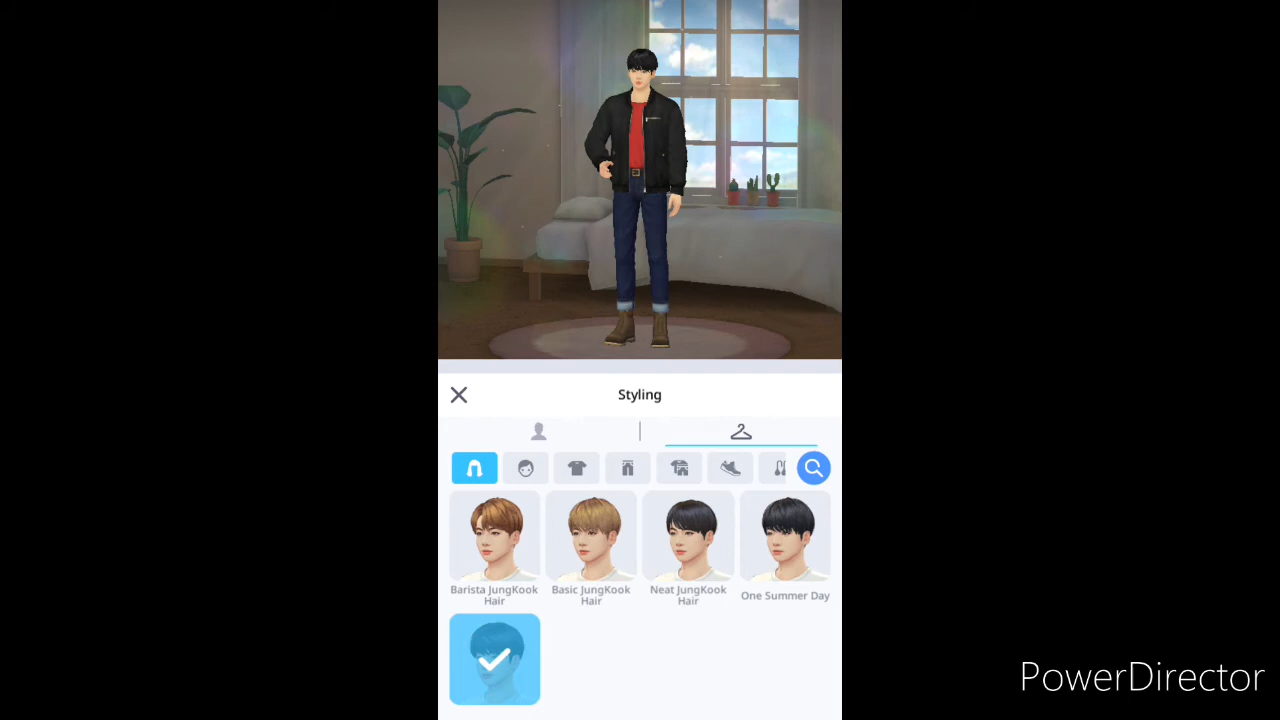 Styling
Barista JungKook
Hair
Basic JungKook
Hair
Neat JungKook
Hair
One Summer Day
PowerDirector